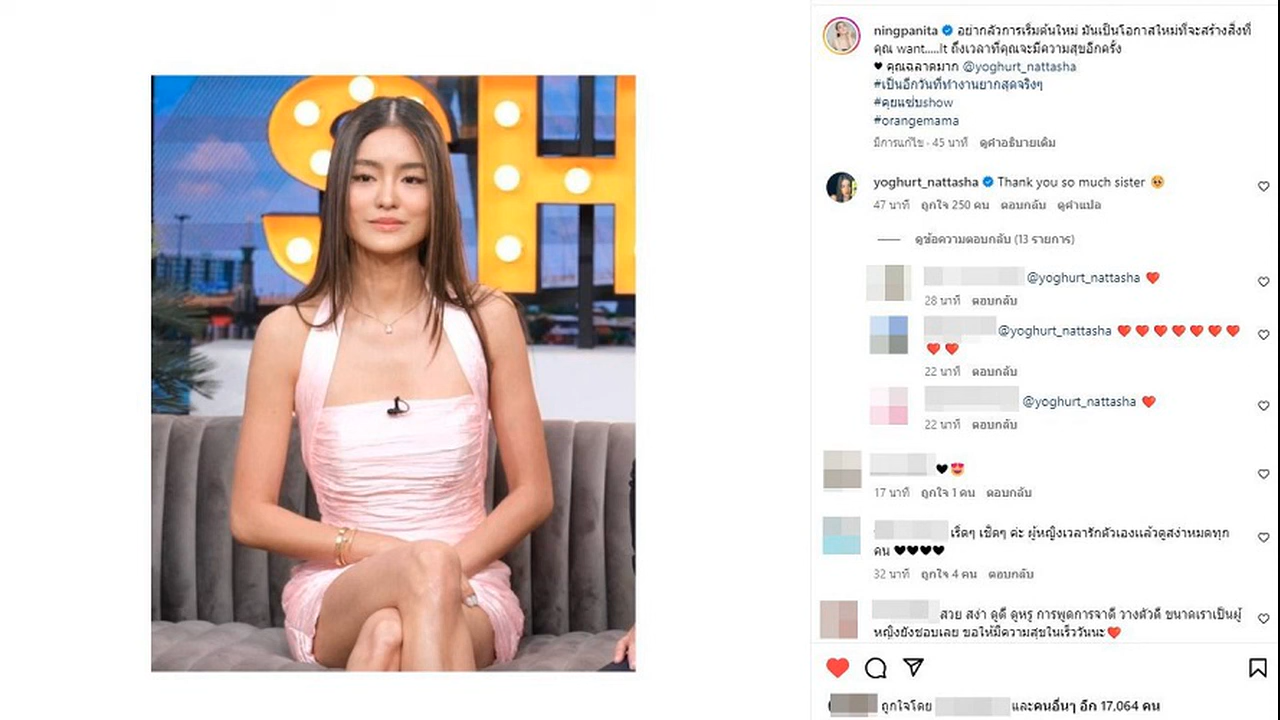 SH
ningpanita อย่ากลัวการเริ่มต้นใหม่ มันเป็นโอกาสใหม่ที่จะสร้างสิ่งที่
คุณ want.....It ถึงเวลาที่คุณจะมีความสุขอีกครั้ง
♥ คุณฉลาดมาก @yoghurt_nattasha
#เป็นอีกวันที่ทำงานยากสุดจริงๆ
#คุยแซ่บshow
#orangemama
มีการแก้ไข · 45 นาที ดูคำอธิบายเดิม
yoghurt_nattasha Thank you so much sister 🥹
47 นาที ถูกใจ 250 คน ตอบกลับ ดูคำแปล
ดูข้อความตอบกลับ (13 รายการ)
@yoghurt_nattasha ❤️
28 นาที ตอบกลับ
@yoghurt_nattasha ❤️❤️❤️❤️❤️❤️❤️
❤️❤️
22 นาที ตอบกลับ
@yoghurt_nattasha ❤️
22 นาที ตอบกลับ
🖤😍
17 นาที ถูกใจ 1 คน ตอบกลับ
เริ่ดๆ เช็ดๆ ค่ะ ผู้หญิงเวลารักตัวเองแล้วดูสง่าหมดทุก
คน 🖤🖤🖤🖤
32 นาที ถูกใจ 4 คน ตอบกลับ
สวย สง่า ดูดี ดูหรู การพูดการจาดี วางตัวดี ขนาดเราเป็นผู้
หญิงยังชอบเลย ขอให้มีความสุขในเร็ววันนะ❤️
ถูกใจโดย และคนอื่นๆ อีก 17,064 คน